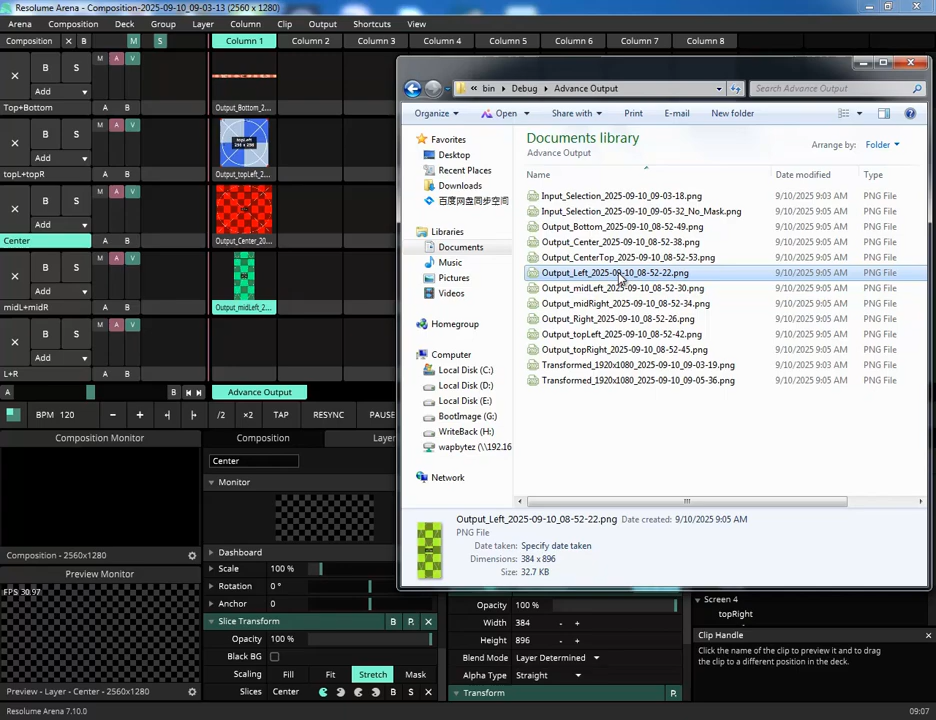 Resolume Arena - Composition-2025-09-10_09-03-13 (2560 x 1280)
Arena Composition Deck Group Layer Column Clip Output Shortcuts View
Composition × B M S Column 1 Column 2 Column 3 Column 4 Column 5 Column 6 Column 7 Column 8
× B S M A V
Add A B
Top+Bottom Output_Bottom_2...
× B S M A V
Add A B
topL+topR Output_topLeft_2...
× B S M A V
Add A B
Center Output_Center_20...
× B S M A V
Add A B
midL+midR Output_midLeft_2...
× B S M A V
Add A B
L+R
A B Advance Output
BPM 120 − + /2 ×2 TAP RESYNC PAUSE
Composition Monitor
Composition - 2560x1280
Preview Monitor
FPS 30.97
Preview - Layer - Center - 2560x1280
Resolume Arena 7.10.0
Composition Laye
Center
Monitor
Dashboard
Scale 100 %
Rotation 0 °
Anchor 0
Slice Transform B P. ×
Opacity 100 %
Black BG
Scaling Fill Fit Stretch Mask
Slices Center B S ×
« bin Debug Advance Output
Search Advance Output
Organize Open Share with Print E-mail New folder
Favorites
Desktop
Recent Places
Downloads
百度网盘同步空间
Libraries
Documents
Music
Pictures
Videos
Homegroup
Computer
Local Disk (C:)
Local Disk (D:)
Local Disk (E:)
BootImage (G:)
WriteBack (H:)
wapbytez (\\192.16
Network
Documents library
Advance Output
Arrange by: Folder
Name Date modified Type
Input_Selection_2025-09-10_09-03-18.png 9/10/2025 9:03 AM PNG File
Input_Selection_2025-09-10_09-05-32_No_Mask.png 9/10/2025 9:05 AM PNG File
Output_Bottom_2025-09-10_08-52-49.png 9/10/2025 9:05 AM PNG File
Output_Center_2025-09-10_08-52-38.png 9/10/2025 9:05 AM PNG File
Output_CenterTop_2025-09-10_08-52-53.png 9/10/2025 9:05 AM PNG File
Output_Left_2025-09-10_08-52-22.png 9/10/2025 9:05 AM PNG File
Output_midLeft_2025-09-10_08-52-30.png 9/10/2025 9:05 AM PNG File
Output_midRight_2025-09-10_08-52-34.png 9/10/2025 9:05 AM PNG File
Output_Right_2025-09-10_08-52-26.png 9/10/2025 9:05 AM PNG File
Output_topLeft_2025-09-10_08-52-42.png 9/10/2025 9:05 AM PNG File
Output_topRight_2025-09-10_08-52-45.png 9/10/2025 9:05 AM PNG File
Transformed_1920x1080_2025-09-10_09-03-19.png 9/10/2025 9:03 AM PNG File
Transformed_1920x1080_2025-09-10_09-05-36.png 9/10/2025 9:05 AM PNG File
Output_Left_2025-09-10_08-52-22.png Date created: 9/10/2025 9:05 AM
PNG File
Date taken: Specify date taken
Dimensions: 384 x 896
Size: 32.7 KB
Opacity 100 %
Width 384 - +
Height 896 - +
Blend Mode Layer Determined
Alpha Type Straight
Transform P.
Screen 4
topRight
Clip Handle ×
Click the name of the clip to preview it and to drag
the clip to a different position in the deck.
09:07